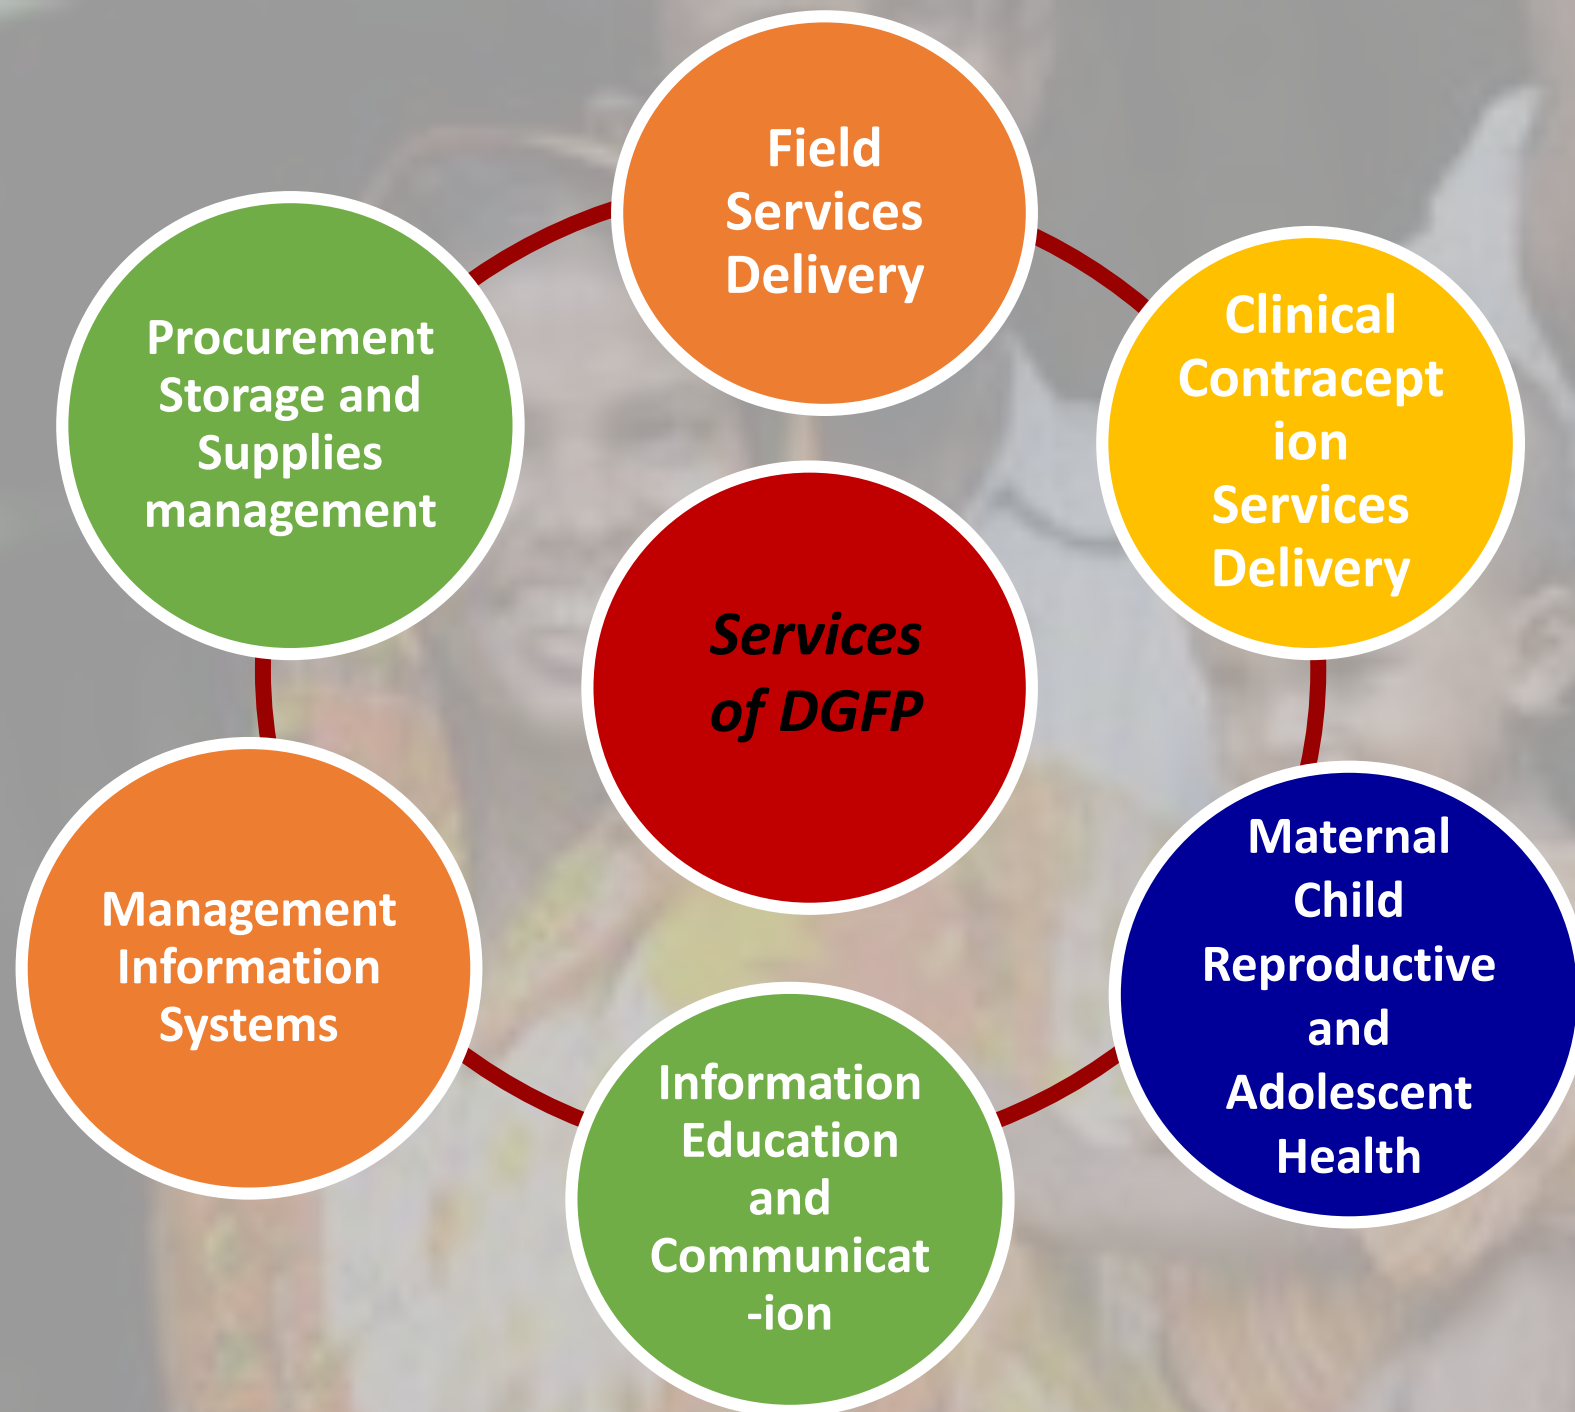 Field
Services
Delivery
Clinical
Contracept
ion
Services
Delivery
Maternal
Child
Reproductive
and
Adolescent
Health
Information
Education
and
Communicat
-ion
Management
Information
Systems
Procurement
Storage and
Supplies
management
Services
of DGFP